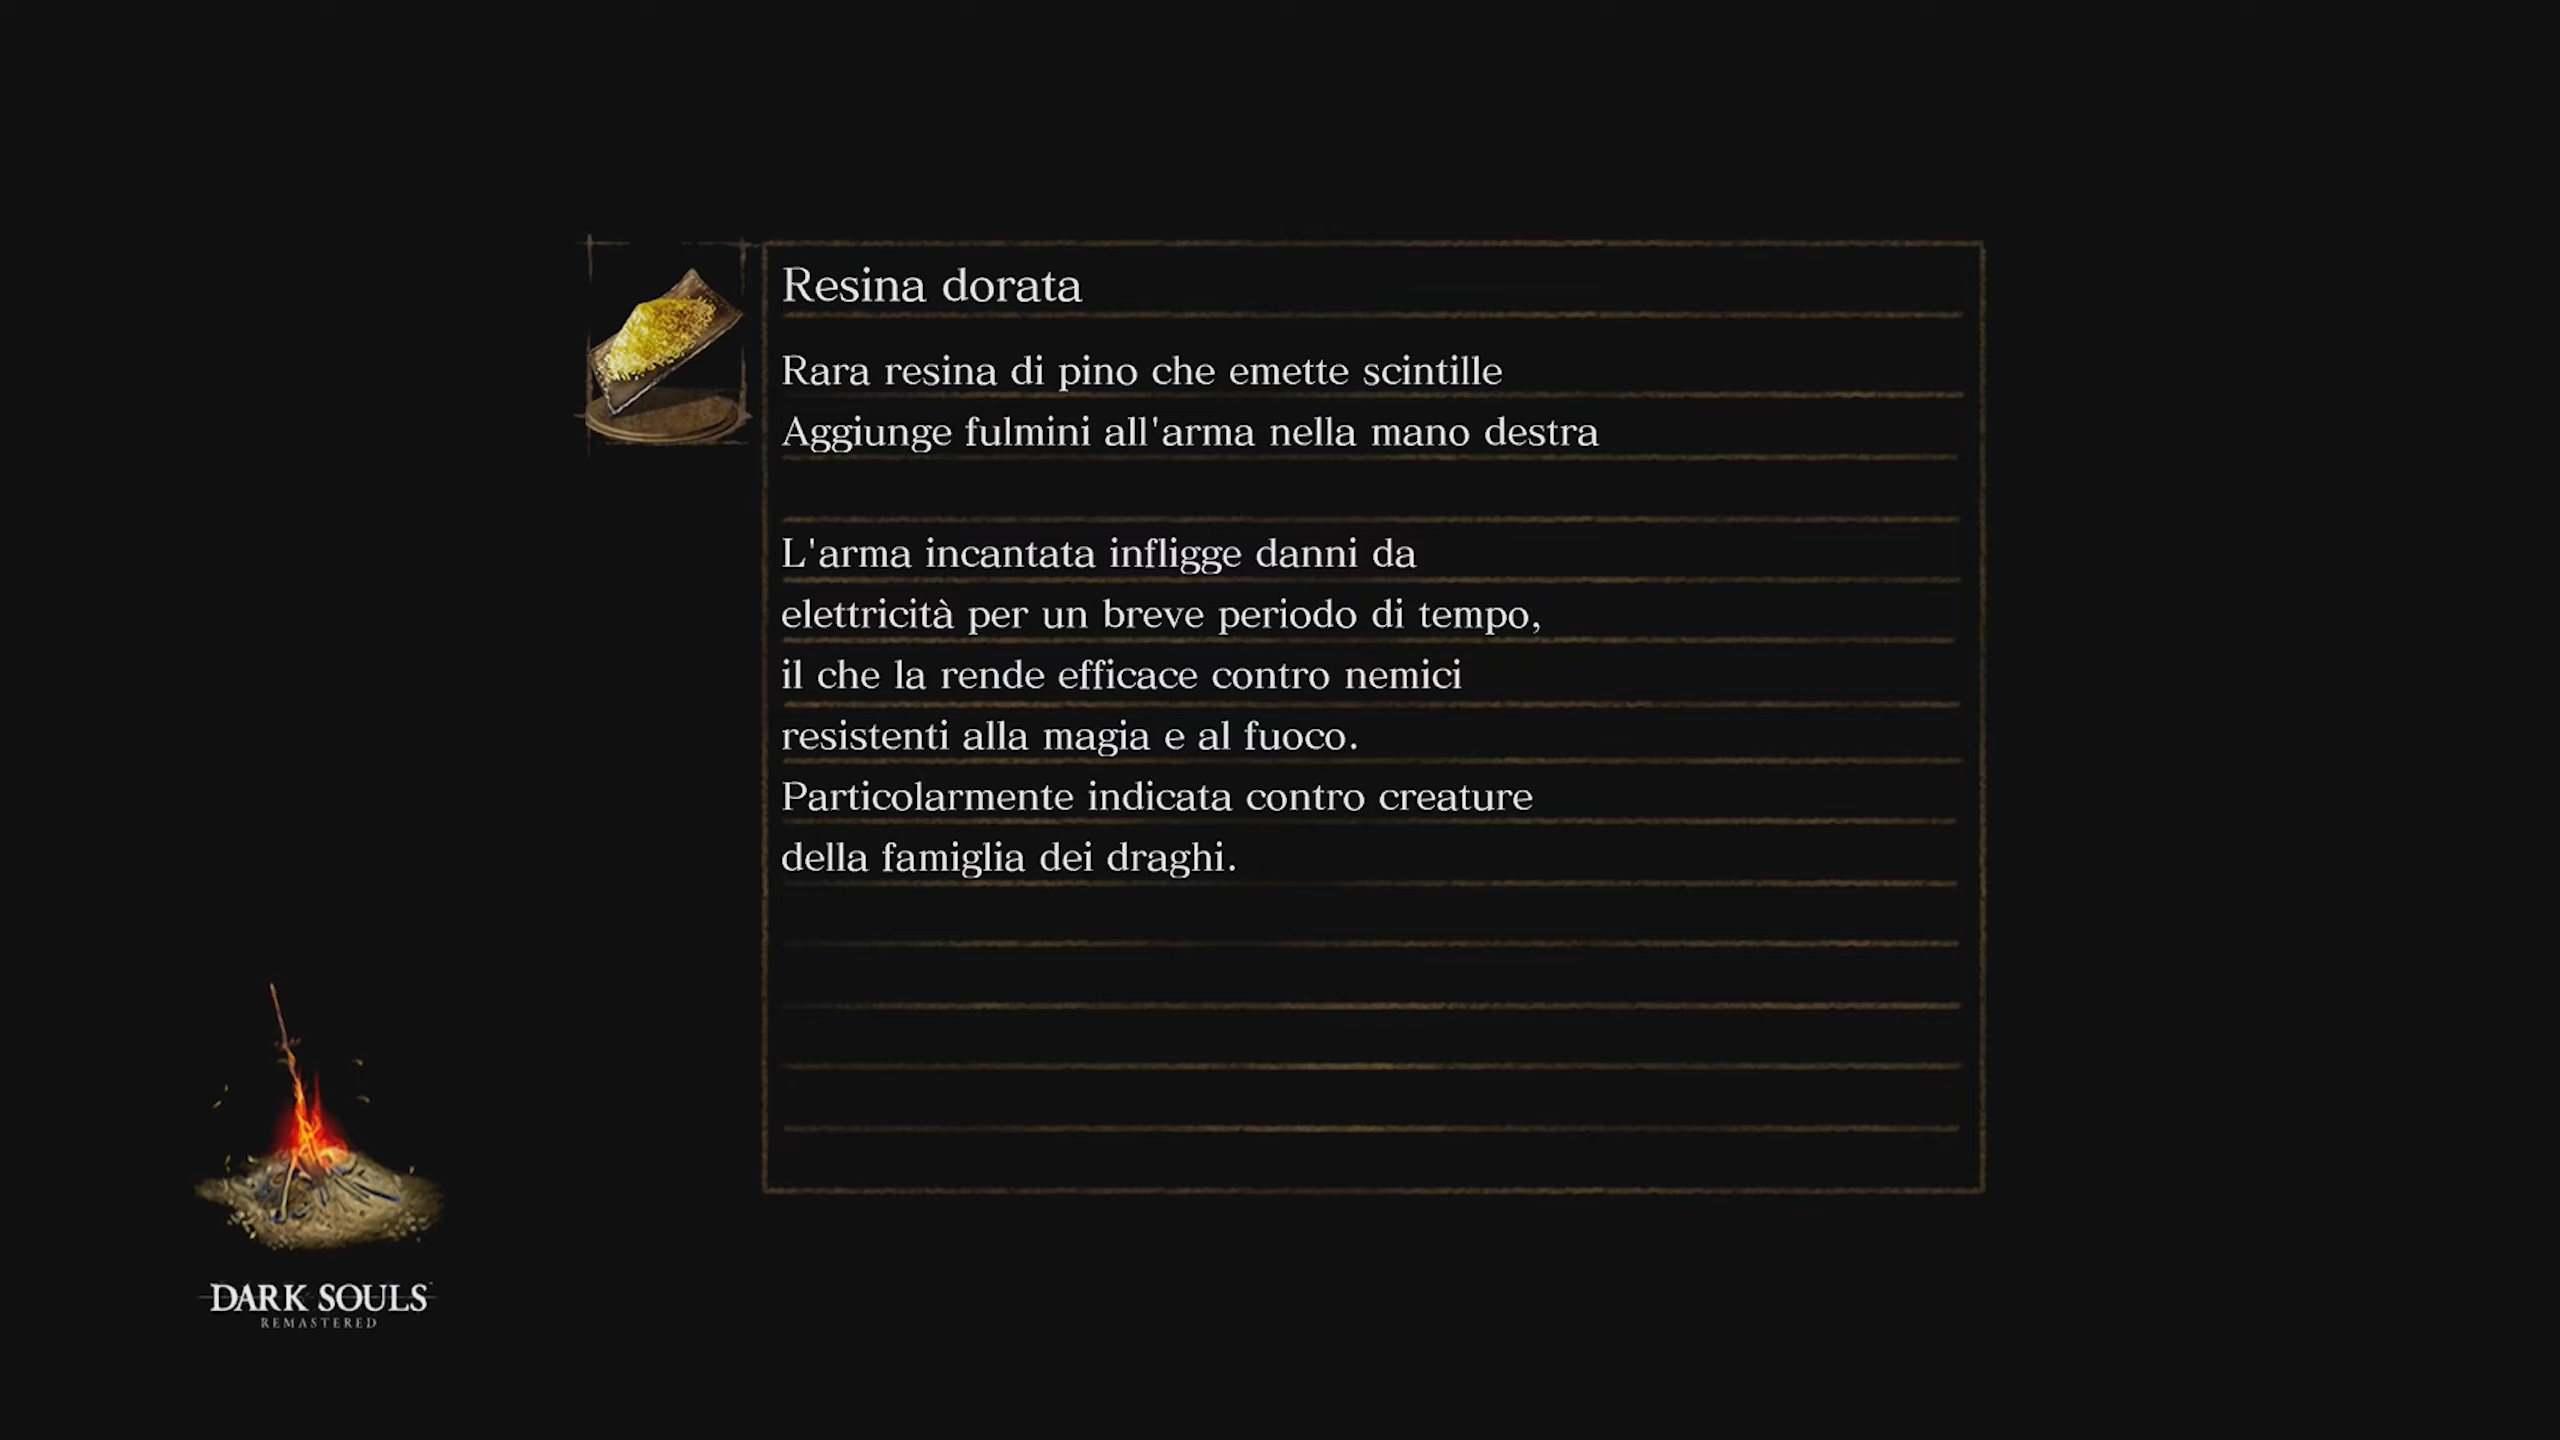 Resina dorata
Rara resina di pino che emette scintille
Aggiunge fulmini all'arma nella mano destra
L'arma incantata infligge danni da
elettricità per un breve periodo di tempo,
il che la rende efficace contro nemici
resistenti alla magia e al fuoco.
Particolarmente indicata contro creature
della famiglia dei draghi.
DARK SOULS
REMASTERED